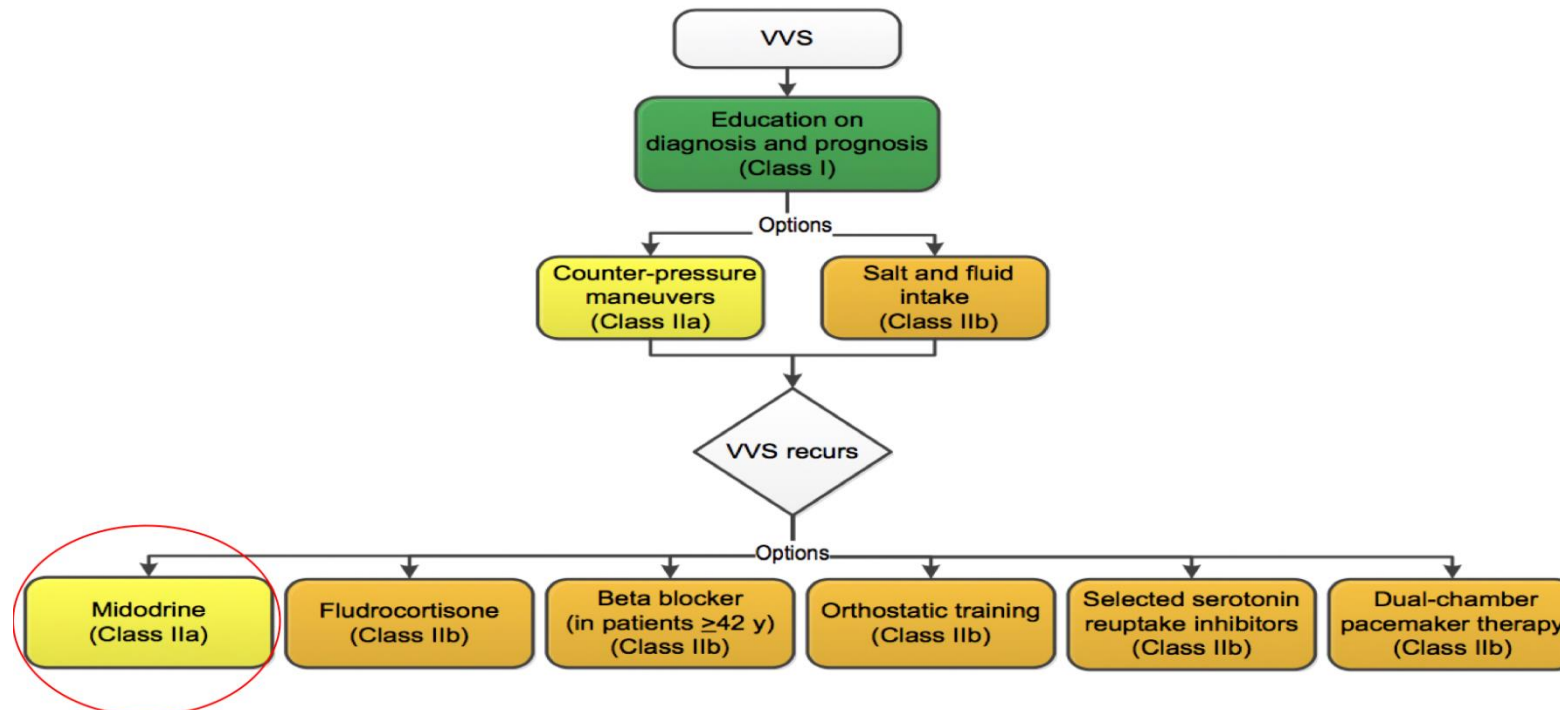 VVS
Education on
diagnosis and prognosis
(Class I)
Options
Counter-pressure
maneuvers
(Class IIa)
Salt and fluid
intake
(Class IIb)
VVS recurs
Options
Midodrine
(Class IIa)
Fludrocortisone
(Class IIb)
Beta blocker
(in patients ≥42 y)
(Class IIb)
Orthostatic training
(Class IIb)
Selected serotonin
reuptake inhibitors
(Class IIb)
Dual-chamber
pacemaker therapy
(Class IIb)